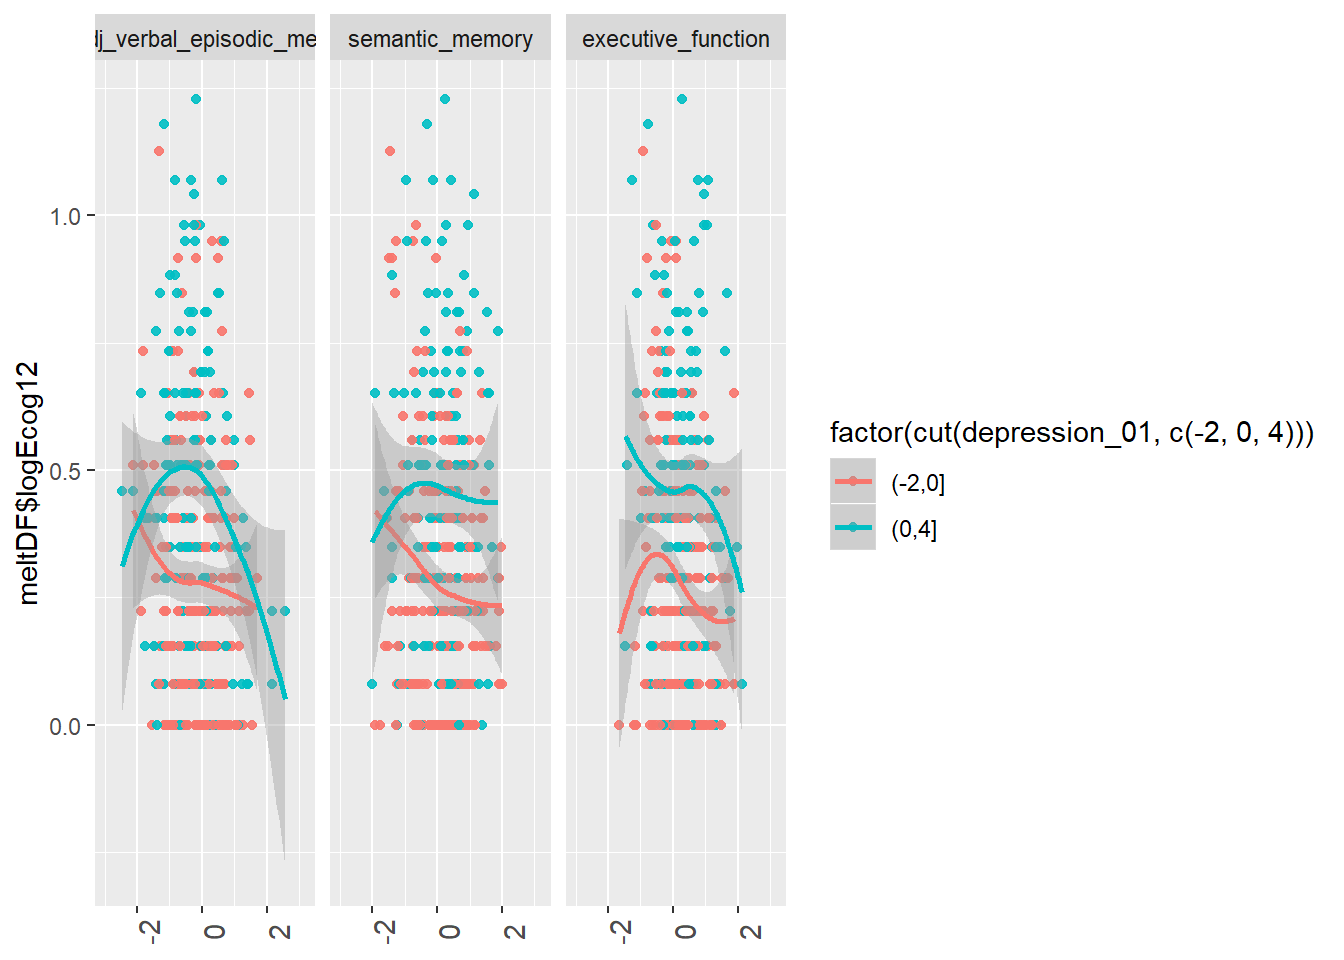 dj_verbal_episodic_me
semantic_memory
executive_function
meltDF$logEcog12
1.0
0.5
0.0
-2
0
2
-2
0
2
-2
0
2
factor(cut(depression_01, c(-2, 0, 4)))
(-2,0]
(0,4]